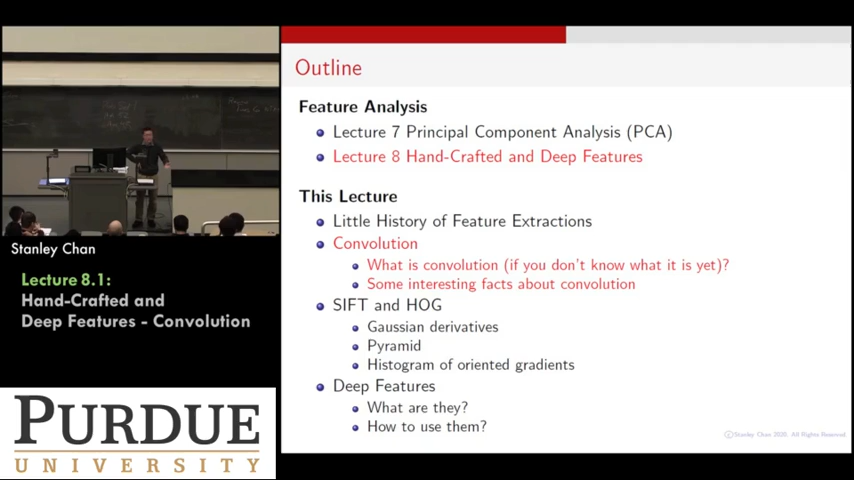 Outline
Feature Analysis
Lecture 7 Principal Component Analysis (PCA)
Lecture 8 Hand-Crafted and Deep Features
This Lecture
Little History of Feature Extractions
Convolution
What is convolution (if you don't know what it is yet)?
Some interesting facts about convolution
SIFT and HOG
Gaussian derivatives
Pyramid
Histogram of oriented gradients
Deep Features
What are they?
How to use them?
©Stanley Chan 2020. All Rights Reserved.
Stanley Chan
Lecture 8.1:
Hand-Crafted and
Deep Features - Convolution
PURDUE
UNIVERSITY